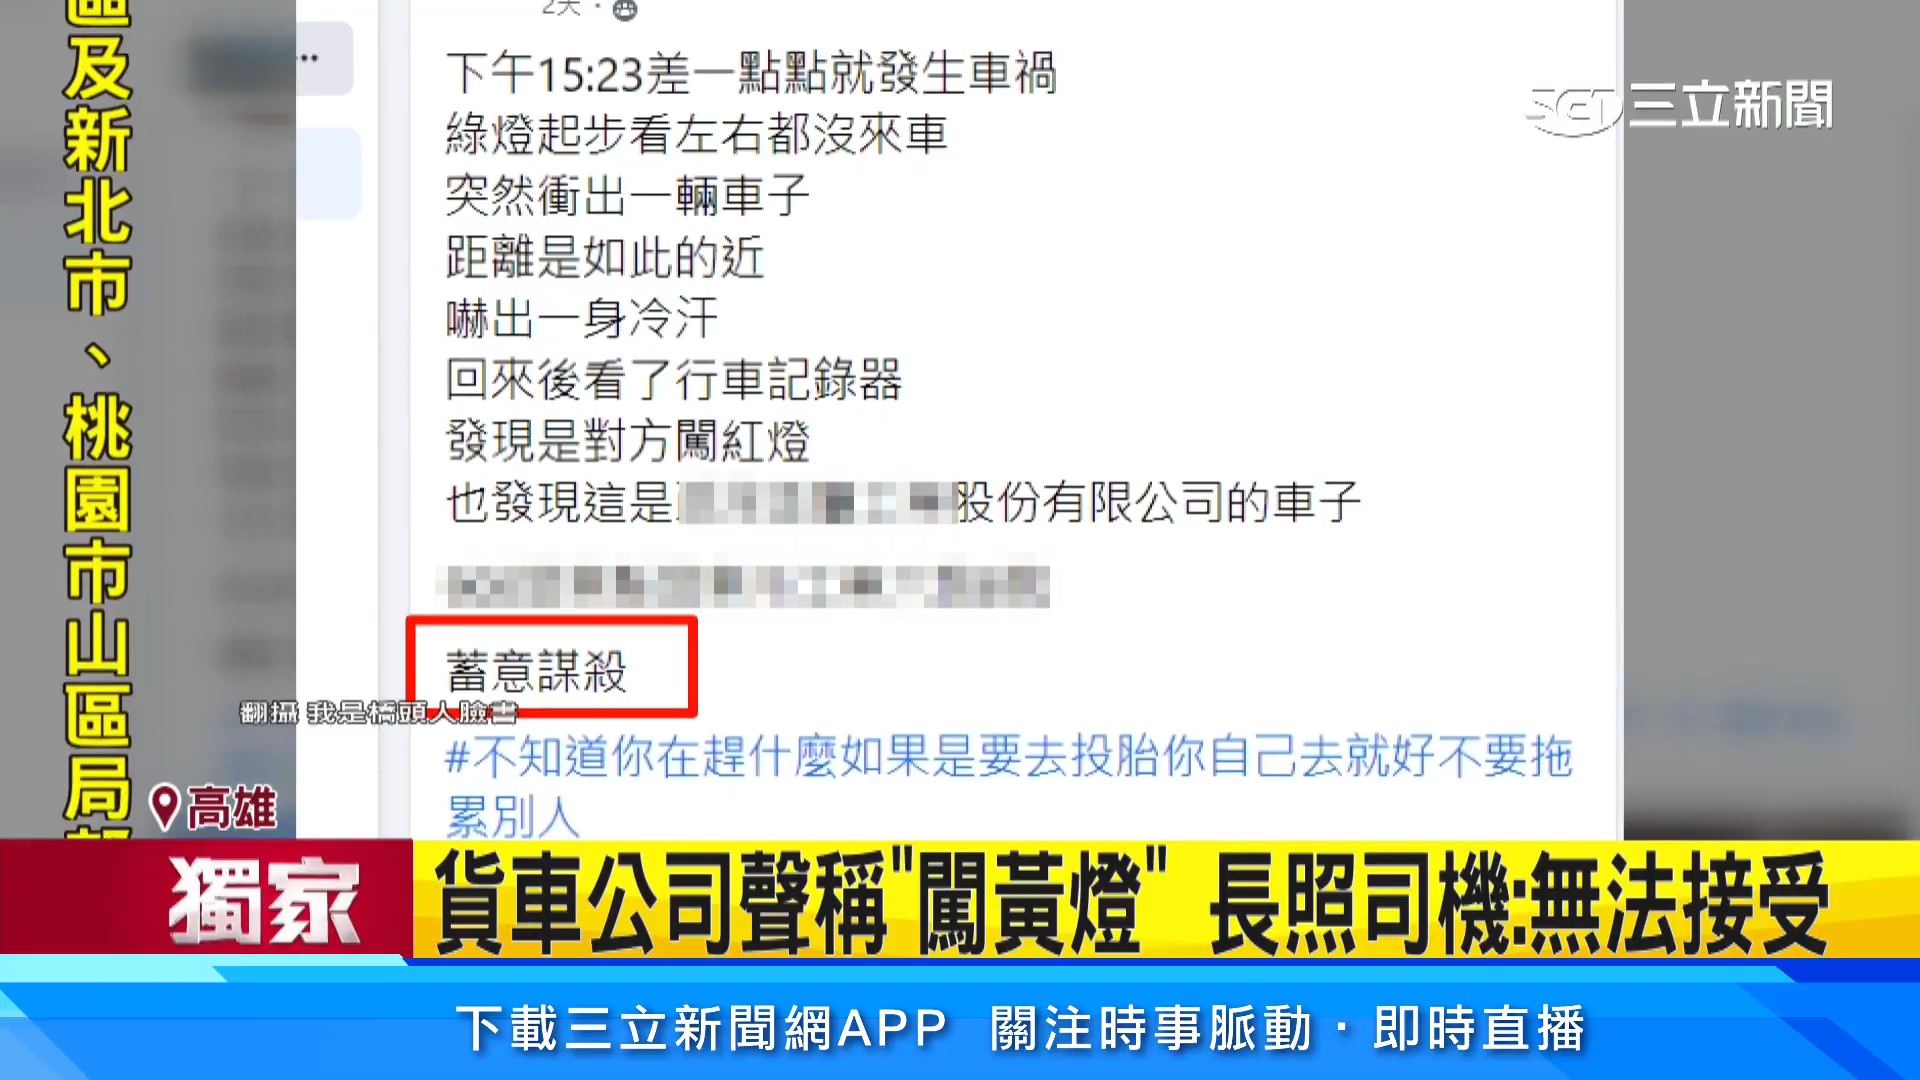 區及新北市、桃園市山區局部
2天·
下午15:23差一點點就發生車禍
綠燈起步看左右都沒來車
突然衝出一輛車子
距離是如此的近
嚇出一身冷汗
回來後看了行車記錄器
發現是對方闖紅燈
也發現這是
股份有限公司的車子
蓄意謀殺
#不知道你在趕什麼如果是要去投胎你自己去就好不要拖
累別人
SET三立新聞
翻攝 我是橋頭人臉書
高雄
獨家
貨車公司聲稱"闖黃燈" 長照司機:無法接受
下載三立新聞網APP 關注時事脈動·即時直播